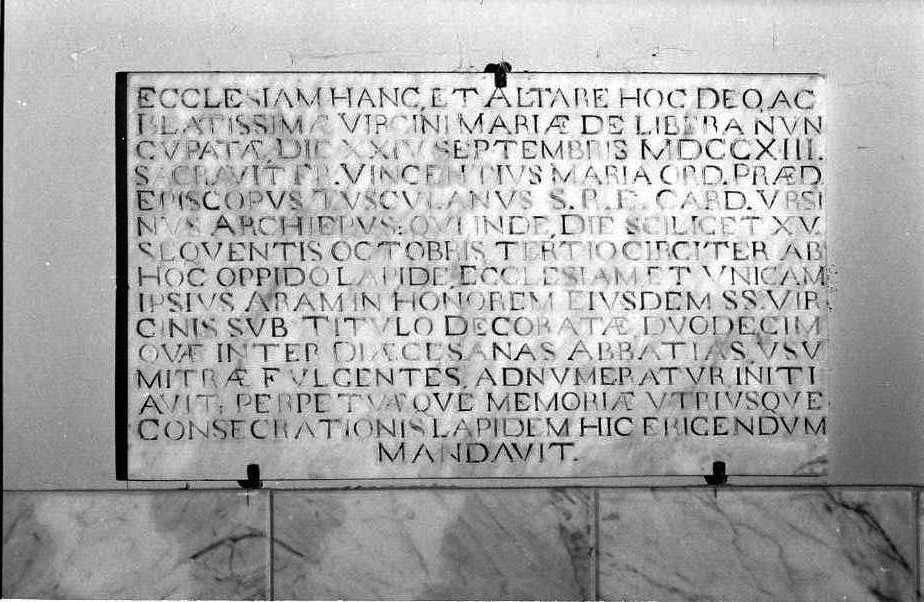 ECCLESIAM HANC, ET ALTARE HOC DEO, AC
BEATISSIMÆ VIRGINI MARIÆ DE LIBERA NVN
CVPATÆ, DIE XXIV SEPTEMBRIS MDCCXIII.
SACRAVIT FR. VINCENTIVS MARIA ORD. PRÆD.
EPISCOPVS TVSCVLANVS S. R. E. CARD. VRSI
NVS ARCHIEPVS: QVI INDE, DIE SCILICET XV.
SEQVENTIS OCTOBRIS TERTIO CIRCITER AB
HOC OPPIDO LAPIDE, ECCLESIAM ET VNICAM
IPSIVS ARAM IN HONOREM EIVSDEM SS. VIR
GINIS SVB TITVLO DECORATÆ DVODECIM
QVÆ INTER DIÆCESANAS ABBATIAS, VSV
MITRÆ FVLGENTES, ADNVMERATVR INITI
AVIT; PERPETVÆQVE MEMORIÆ VTRIVSQVE
CONSECRATIONIS LAPIDEM HIC ERIGENDVM
MANDAVIT.